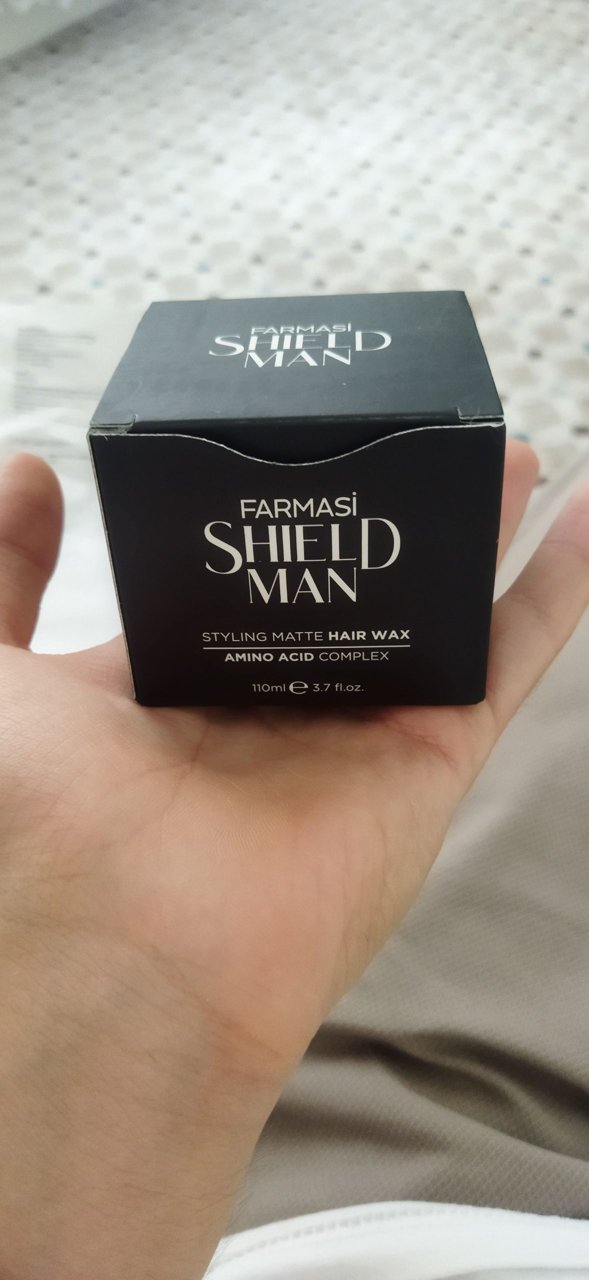 FARMASİ
SHIELD
MAN
FARMASİ
SHIELD
MAN
STYLING MATTE HAIR WAX
AMINO ACID COMPLEX
110ml ℮ 3.7 fl.oz.